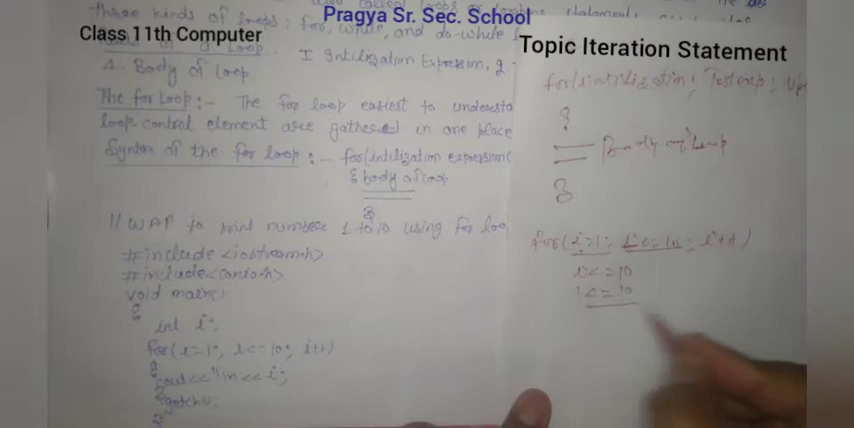 Pragya Sr. Sec. School
Class 11th Computer
Topic Iteration Statement
three kinds of loops: for, while, and do-while
of a Loop. I Intilization Expression, 2
4. Body of Loop
The for Loop:- The for loop easiest to understa
loop-control element are gathered in one place
Syntax of the for loop:- for(intilization expression(
{ body of loop
}
// WAP to print numbers 1 to 10 using for loo
#include <iostream.h>
#include<conio.h>
void main(
{
int i;
for(i=1; i<=10; i++)
{
cout<<"\n<<i;
}
getch();
}
for(intilization; Test exp; Up
{
Body of Loop
}
for(i=1; i<=10; i++)
i<=10
1<=10